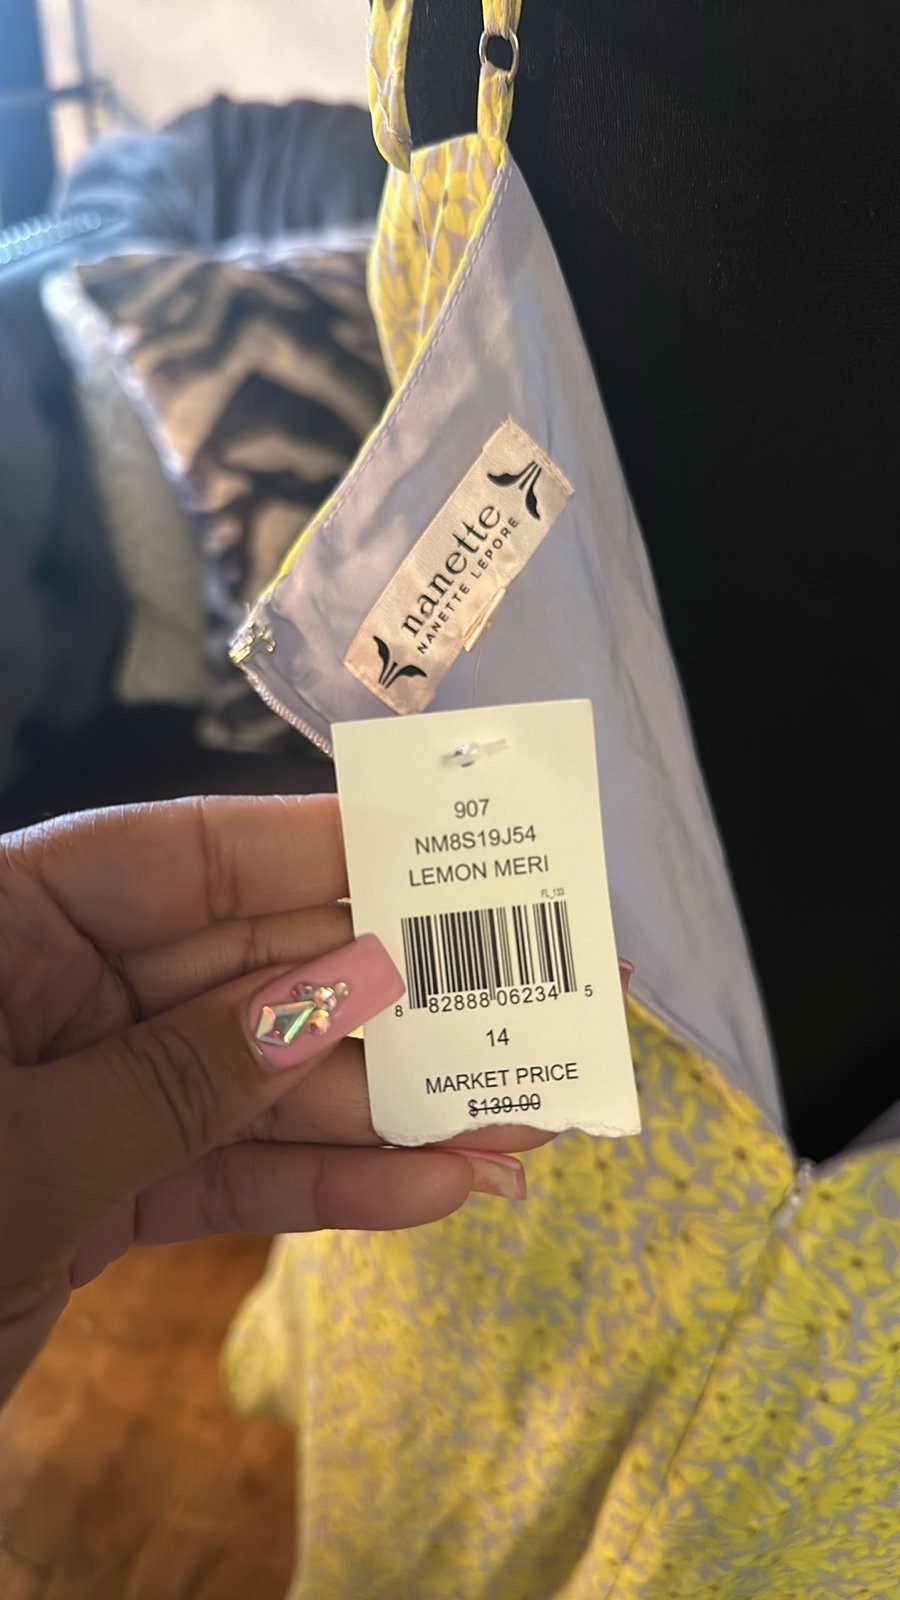 nanette
NANETTE LEPORE
907
NM8S19J54
LEMON MERI
FL_133
8 82888 06234 5
14
MARKET PRICE
$139.00